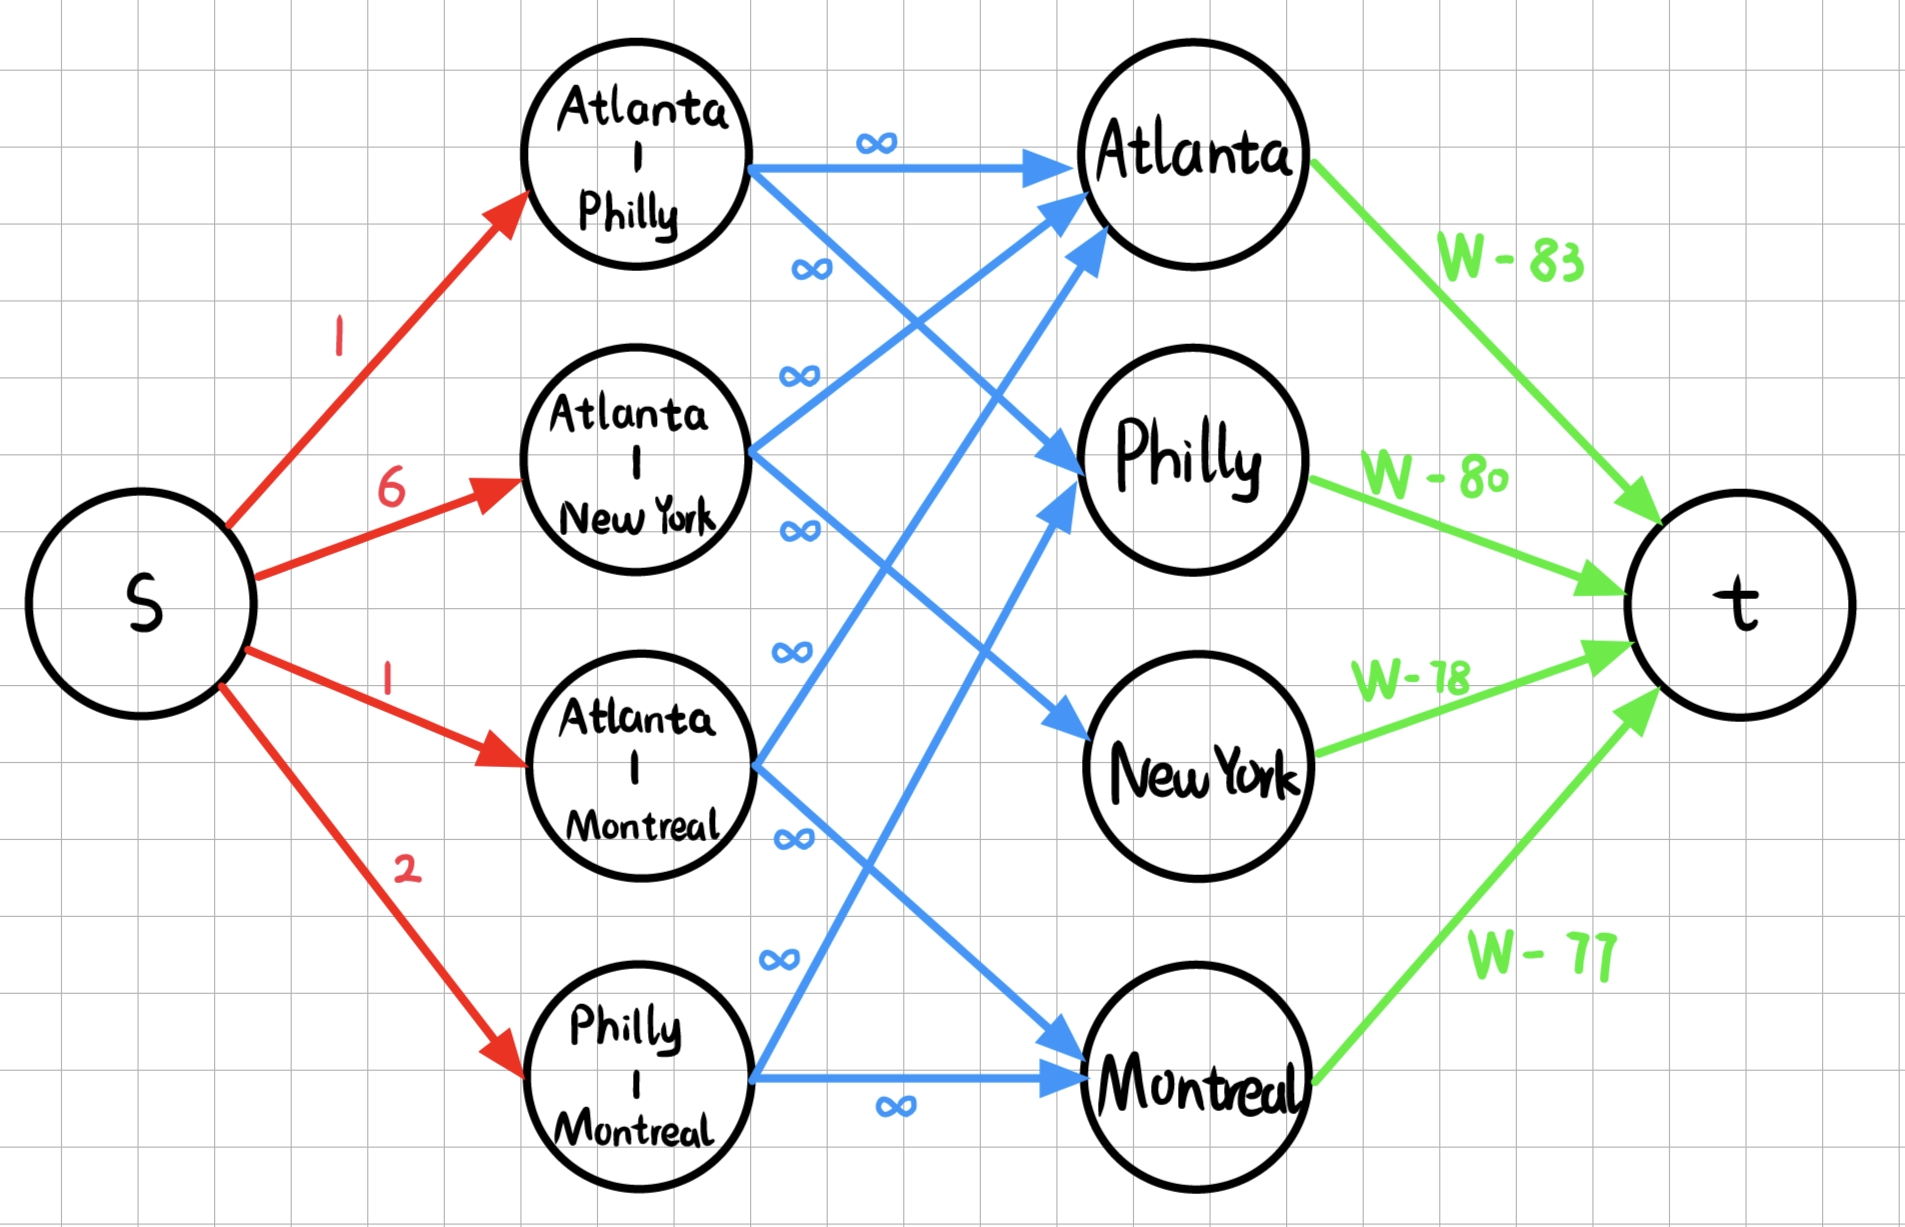 Atlanta
|
Philly
Atlanta
W-83
∞
∞
1
Atlanta
|
New York
∞
∞
Philly
W-80
6
S
t
1
∞
Atlanta
|
Montreal
∞
New York
W-78
2
∞
Philly
|
Montreal
∞
Montreal
W-77